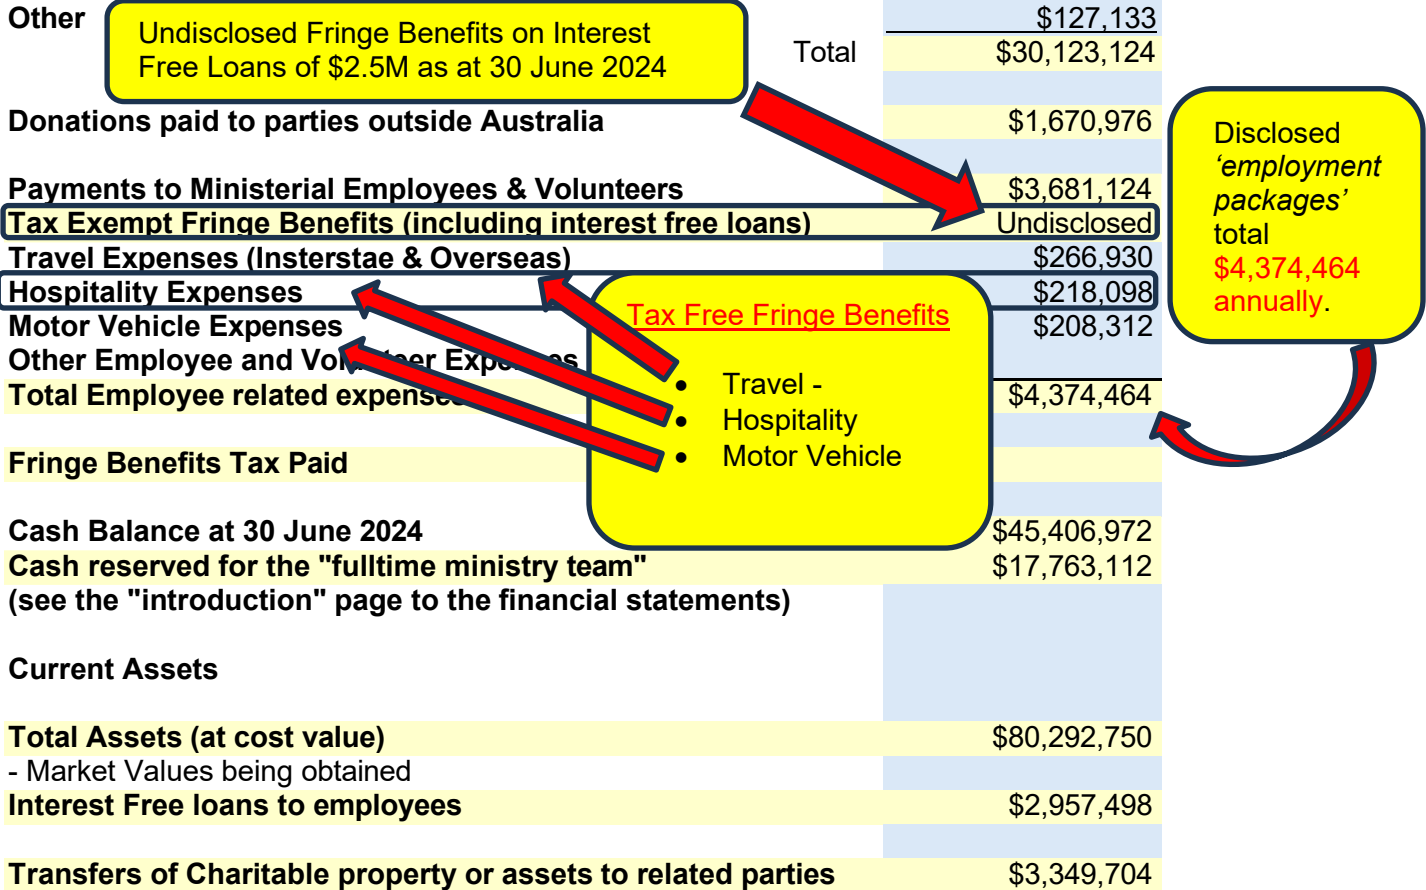 Other $127,133
Undisclosed Fringe Benefits on Interest
Free Loans of $2.5M as at 30 June 2024
Total $30,123,124
Donations paid to parties outside Australia $1,670,976
Disclosed
‘employment
packages’
total
$4,374,464
annually.
Payments to Ministerial Employees & Volunteers $3,681,124
Tax Exempt Fringe Benefits (including interest free loans) Undisclosed
Travel Expenses (Insterstae & Overseas) $266,930
Hospitality Expenses $218,098
Motor Vehicle Expenses $208,312
Other Employee and Volunteer Expenses
Total Employee related expenses $4,374,464
Tax Free Fringe Benefits
• Travel -
• Hospitality
• Motor Vehicle
Fringe Benefits Tax Paid
Cash Balance at 30 June 2024 $45,406,972
Cash reserved for the "fulltime ministry team" $17,763,112
(see the "introduction" page to the financial statements)
Current Assets
Total Assets (at cost value) $80,292,750
- Market Values being obtained
Interest Free loans to employees $2,957,498
Transfers of Charitable property or assets to related parties $3,349,704